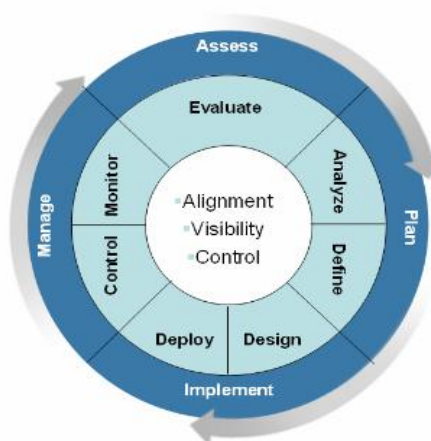 Assess
Evaluate
Monitor
Analyze
Manage
Alignment
Visibility
Control
Plan
Control
Define
Deploy
Design
Implement